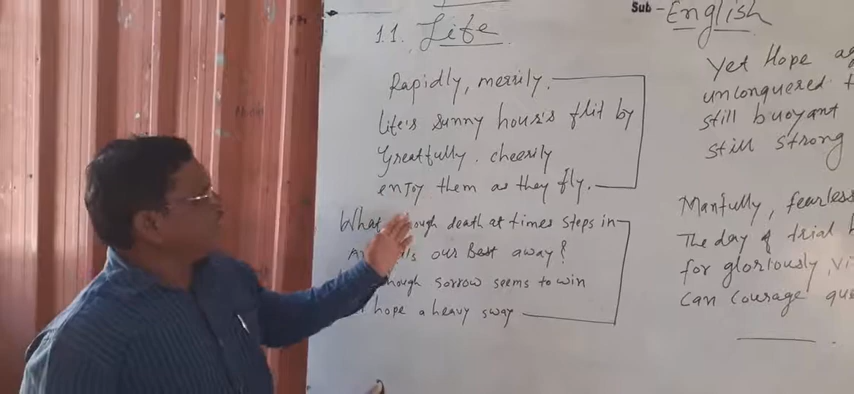 Sub - English
11. Life
Rapidly, merrily.
life's sunny hours flit by
Greatfully. cheerily
enjoy them as they fly.
What though death at times steps in
our Best away?
though sorrow seems to win
hope a heavy sway
Yet Hope
unconquered
still buoyant
still strong
Manfully, fearless
The day of trial
for gloriously,
can courage